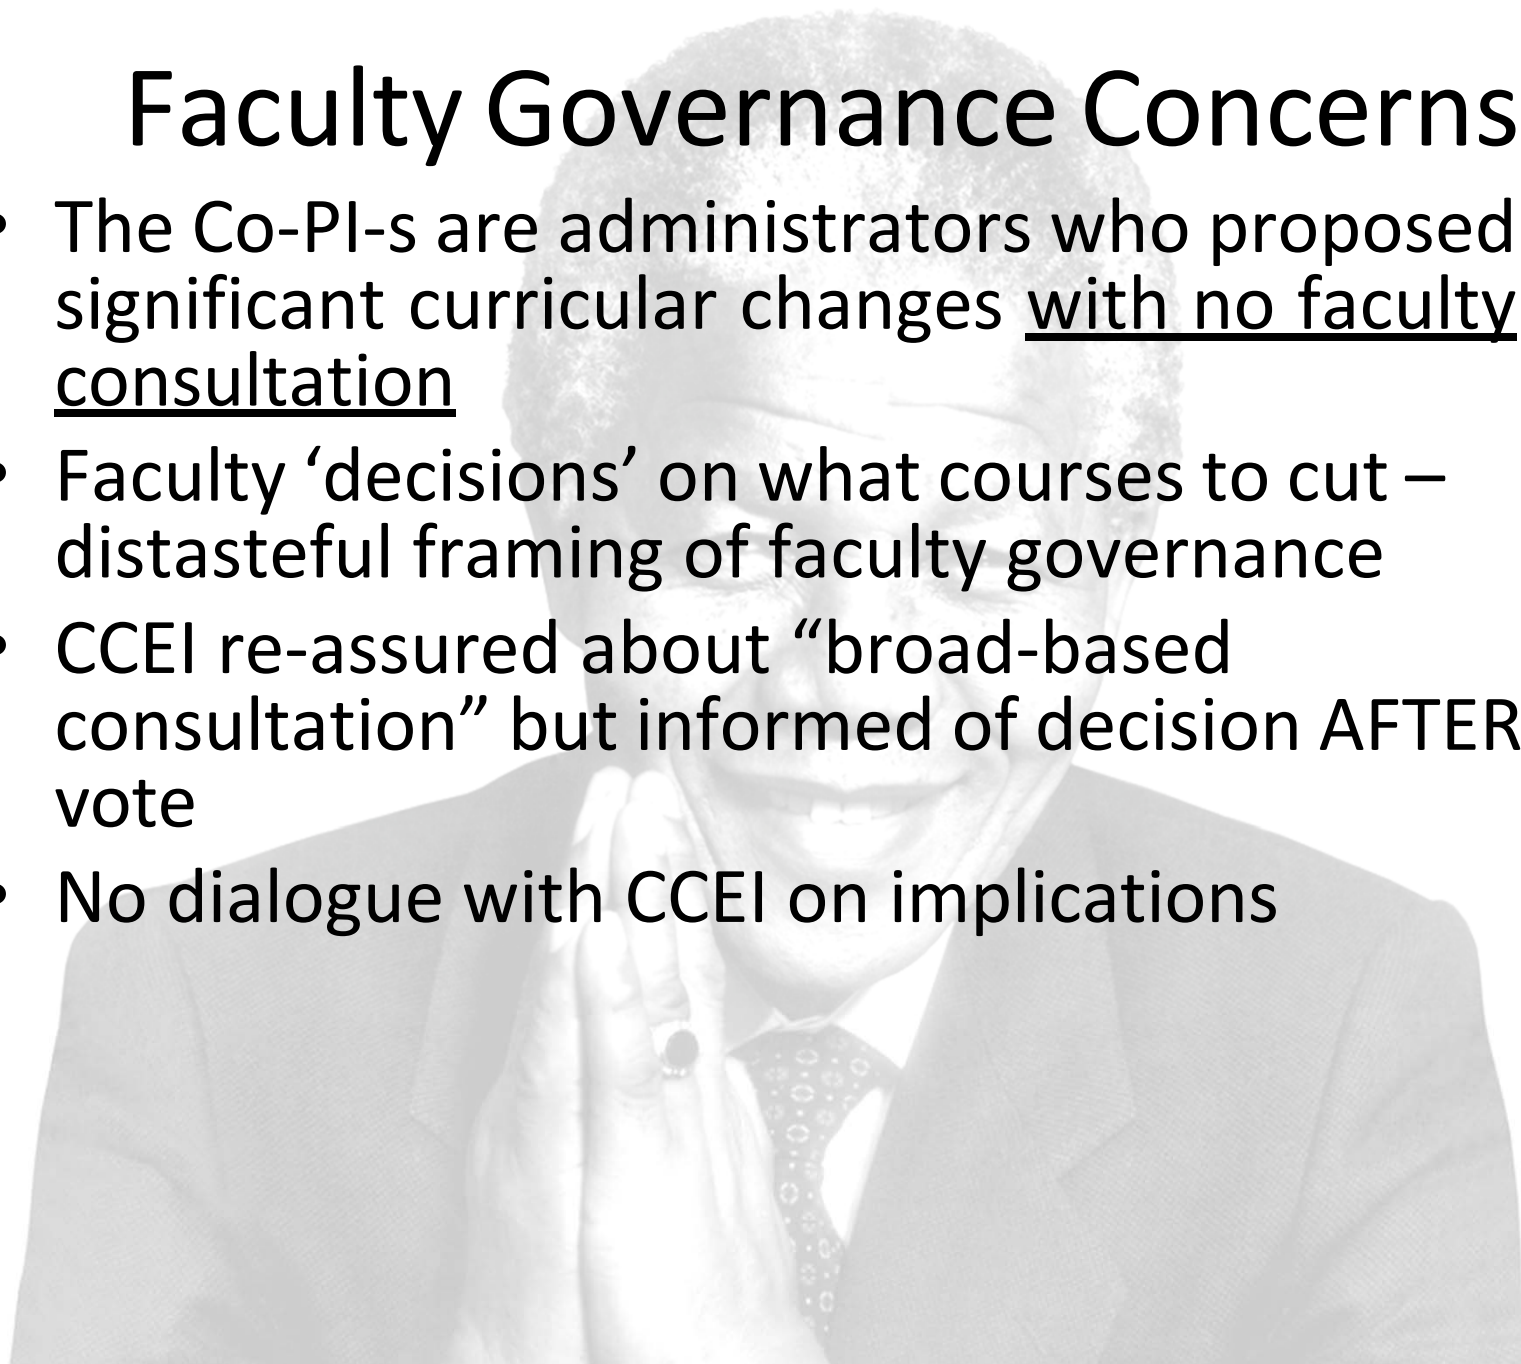 Faculty Governance Concerns
• The Co-PI-s are administrators who proposed
significant curricular changes with no faculty
consultation
• Faculty ‘decisions’ on what courses to cut –
distasteful framing of faculty governance
• CCEI re-assured about “broad-based
consultation” but informed of decision AFTER
vote
• No dialogue with CCEI on implications